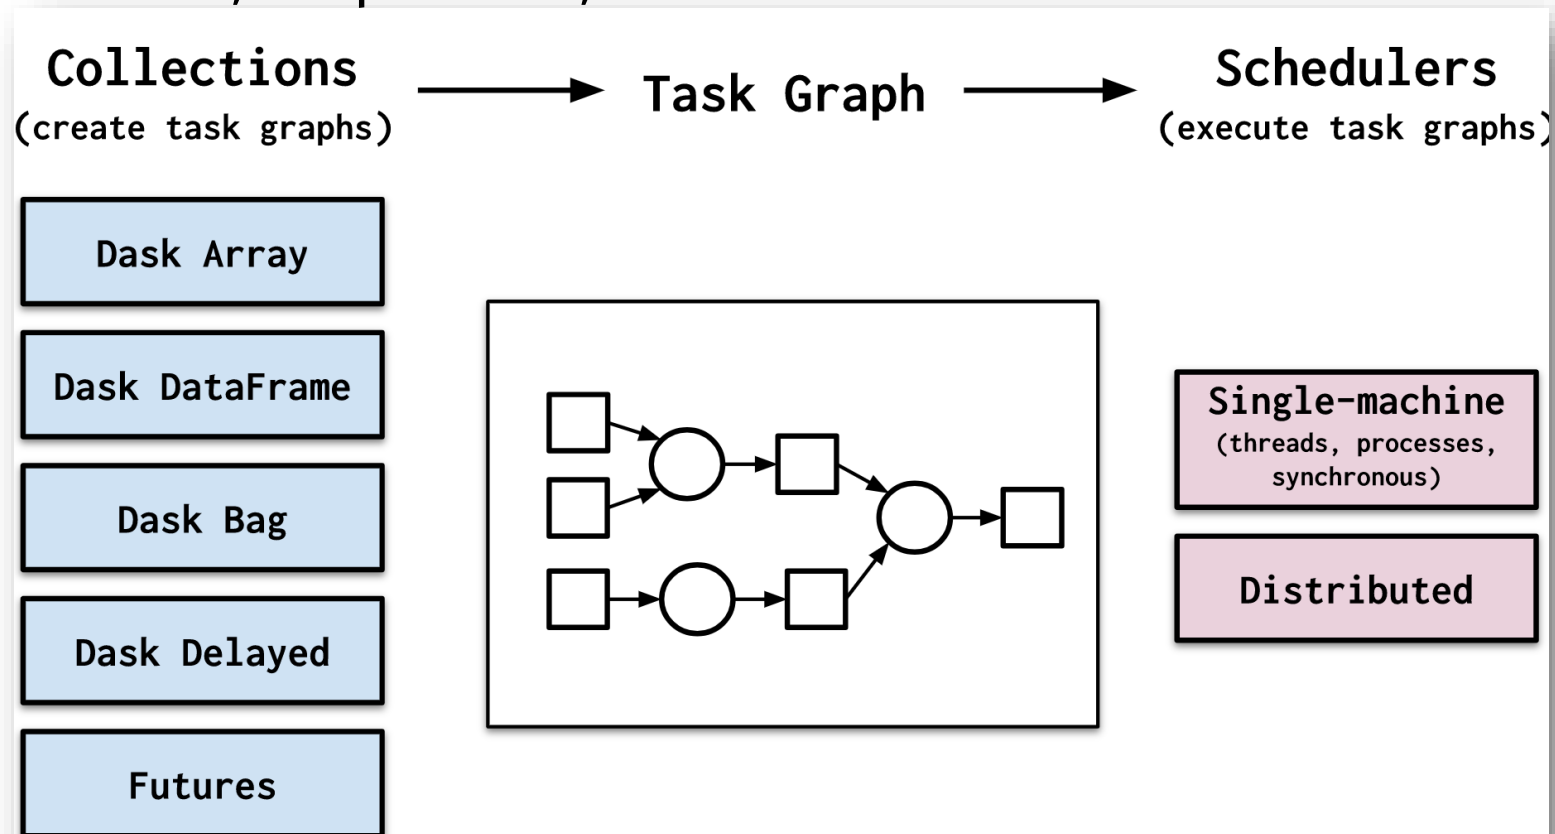 Collections
(create task graphs)
Task Graph
Schedulers
(execute task graphs)
Dask Array
Dask DataFrame
Dask Bag
Dask Delayed
Futures
Single-machine
(threads, processes,
synchronous)
Distributed